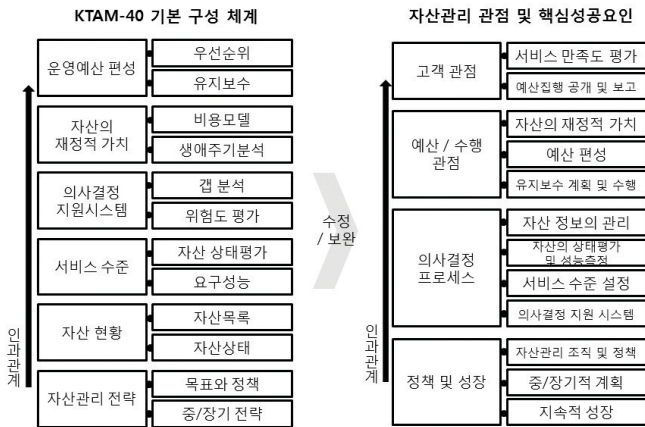 KTAM-40 기본 구성 체계
운영예산 편성
우선순위
유지보수
자산의
재정적 가치
비용모델
생애주기분석
의사결정
지원시스템
갭 분석
위험도 평가
서비스 수준
자산 상태평가
요구성능
자산 현황
자산목록
자산상태
자산관리 전략
목표와 정책
중/장기 전략
인과관계
수정
/ 보완
자산관리 관점 및 핵심성공요인
고객 관점
서비스 만족도 평가
예산집행 공개 및 보고
예산 / 수행
관점
자산의 재정적 가치
예산 편성
유지보수 계획 및 수행
의사결정
프로세스
자산 정보의 관리
자산의 상태평가
및 성능측정
서비스 수준 설정
의사결정 지원 시스템
정책 및 성장
자산관리 조직 및 정책
중/장기적 계획
지속적 성장
인과관계